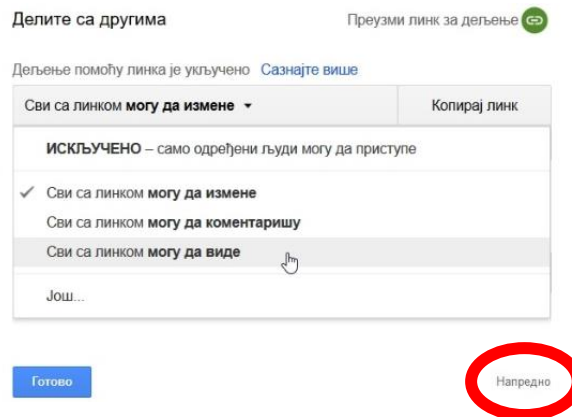 Делите са другима
Преузми линк за дељење
Дељење помоћу линка је укључено Сазнајте више
Сви са линком могу да измене
Копирај линк
ИСКЉУЧЕНО – само одређени људи могу да приступе
Сви са линком могу да измене
Сви са линком могу да коментаришу
Сви са линком могу да виде
Још...
Готово
Напредно